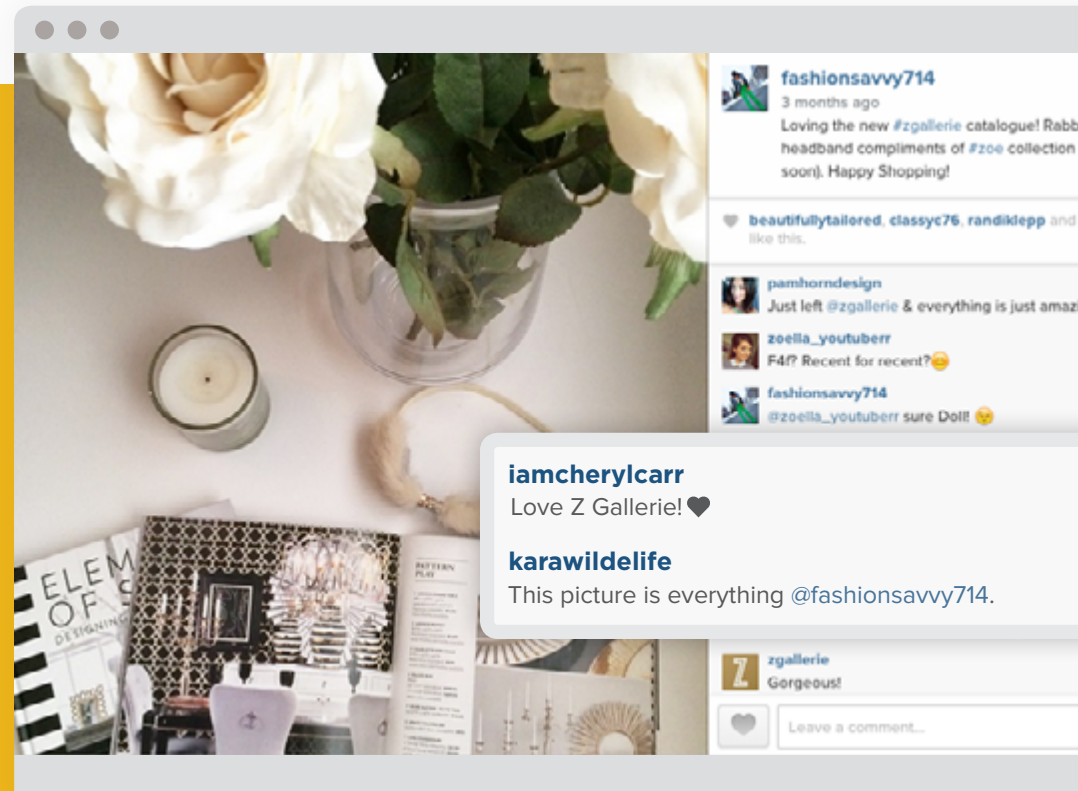 fashionsavvy714
3 months ago
Loving the new #zgallerie catalogue! Rabb
headband compliments of #zoe collection
soon). Happy Shopping!
beautifullytailored, classyc76, randiklepp and
like this.
pamhorndesign
Just left @zgallerie & everything is just amazi
zoella_youtuberr
F4f? Recent for recent?😊
fashionsavvy714
@zoella_youtuberr sure Doll! 😉
iamcherylcarr
Love Z Gallerie!♥
karawildelife
This picture is everything @fashionsavvy714.
ELEM
OF S
DESIGNING
PATTERN
PLAY
Z
zgallerie
Gorgeous!
Leave a comment...